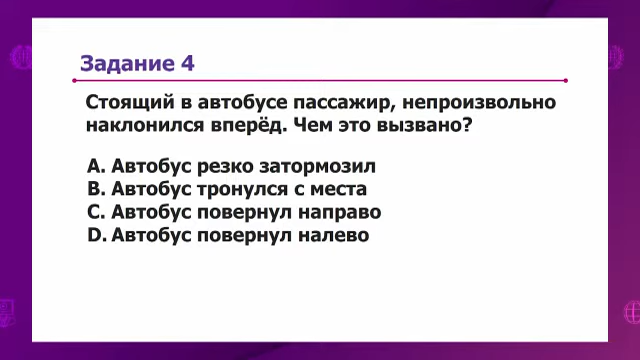 Задание 4
Стоящий в автобусе пассажир, непроизвольно
наклонился вперёд. Чем это вызвано?
A. Автобус резко затормозил
B. Автобус тронулся с места
C. Автобус повернул направо
D. Автобус повернул налево